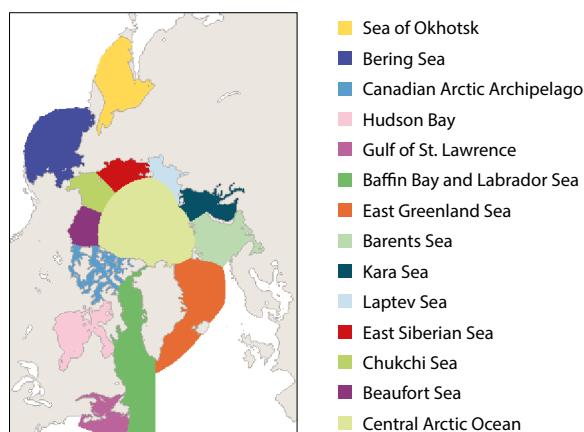 Sea of Okhotsk
Bering Sea
Canadian Arctic Archipelago
Hudson Bay
Gulf of St. Lawrence
Baffin Bay and Labrador Sea
East Greenland Sea
Barents Sea
Kara Sea
Laptev Sea
East Siberian Sea
Chukchi Sea
Beaufort Sea
Central Arctic Ocean